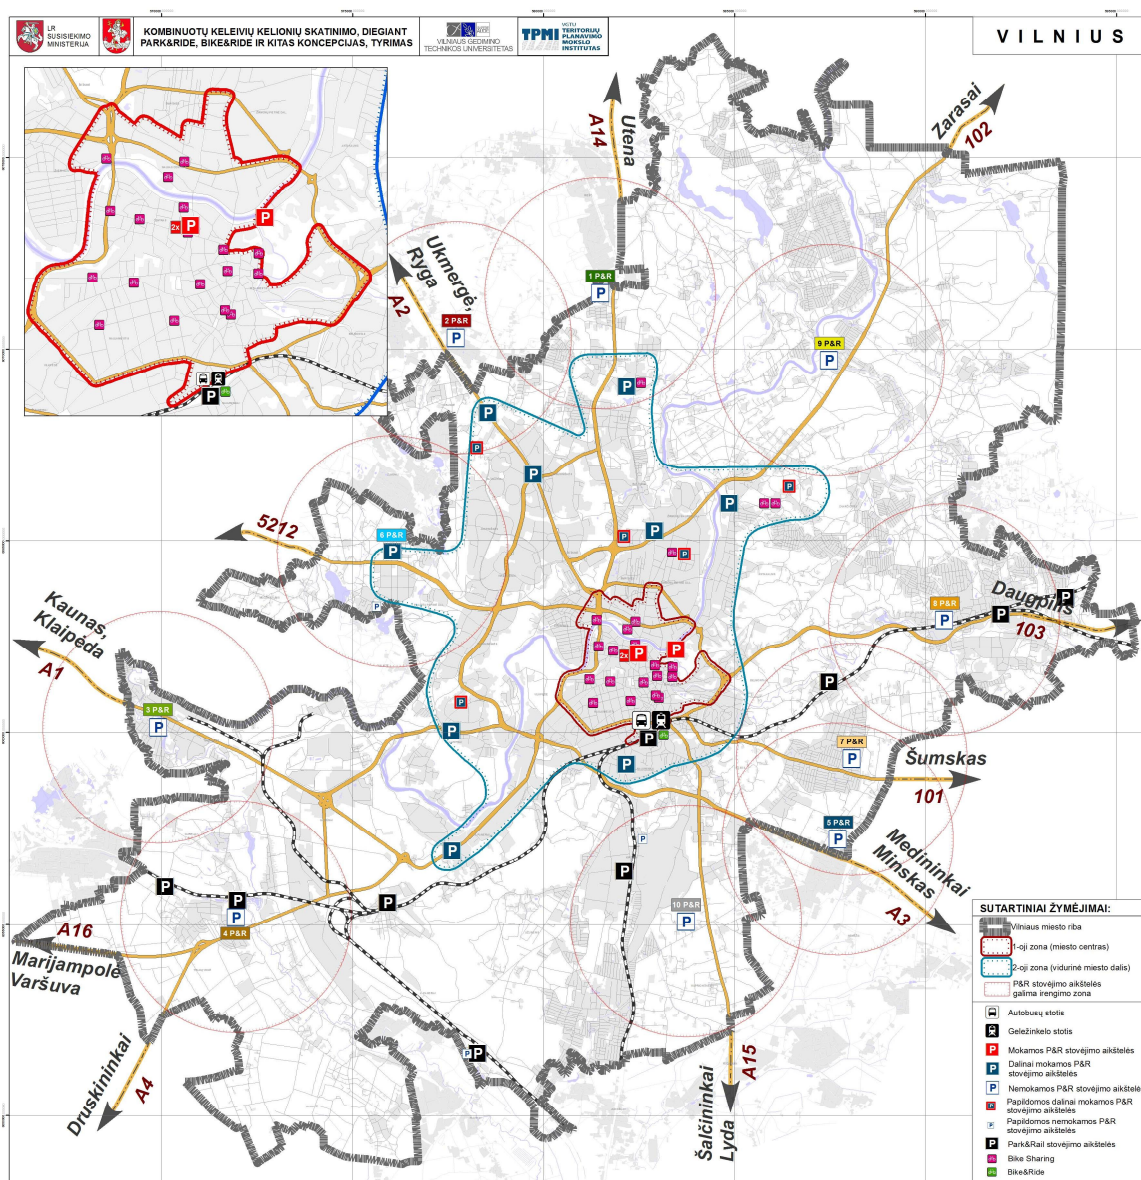 LR
SUSISIEKIMO
MINISTERIJA
KOMBINUOTŲ KELEIVIŲ KELIONIŲ SKATINIMO, DIEGIANT
PARK&RIDE, BIKE&RIDE IR KITAS KONCEPCIJAS, TYRIMAS
VILNIAUS GEDIMINO
TECHNIKOS UNIVERSITETAS
TPMI
VGTU
TERITORIJŲ
PLANAVIMO
MOKSLO
INSTITUTAS
VILNIUS
A14
Utena
Zarasai
102
Ukmergė,
Ryga
A2
1 P&R
P
2 P&R
P
9 P&R
P
2x P
P
P
P
P
P
P
P
P
P
P
P
5212
6 P&R
P
P
Kaunas,
Klaipėda
A1
3 P&R
P
8 P&R
P
Daugpilis
103
P
P
P
2x P
P
P
P
P
P
P
P
7 P&R
P
Šumskas
101
5 P&R
P
Medininkai
Minskas
A3
10 P&R
P
P
P
P
P
P
P
4 P&R
A16
Marijampolė
Varšuva
Druskininkai
A4
P
P
Šalčininkai
Lyda
A15
SUTARTINIAI ŽYMĖJIMAI:
Vilniaus miesto riba
1-oji zona (miesto centras)
2-oji zona (vidurinė miesto dalis)
P&R stovėjimo aikštelės
galima įrengimo zona
Autobusų stotis
Geležinkelo stotis
P Mokamos P&R stovėjimo aikštelės
P Dalinai mokamos P&R
stovėjimo aikštelės
P Nemokamos P&R stovėjimo aikštelė
P Papildomos dalinai mokamos P&R
stovėjimo aikštelės
P Papildomos nemokamos P&R
stovėjimo aikštelės
P Park&Rail stovėjimo aikštelės
Bike Sharing
Bike&Ride